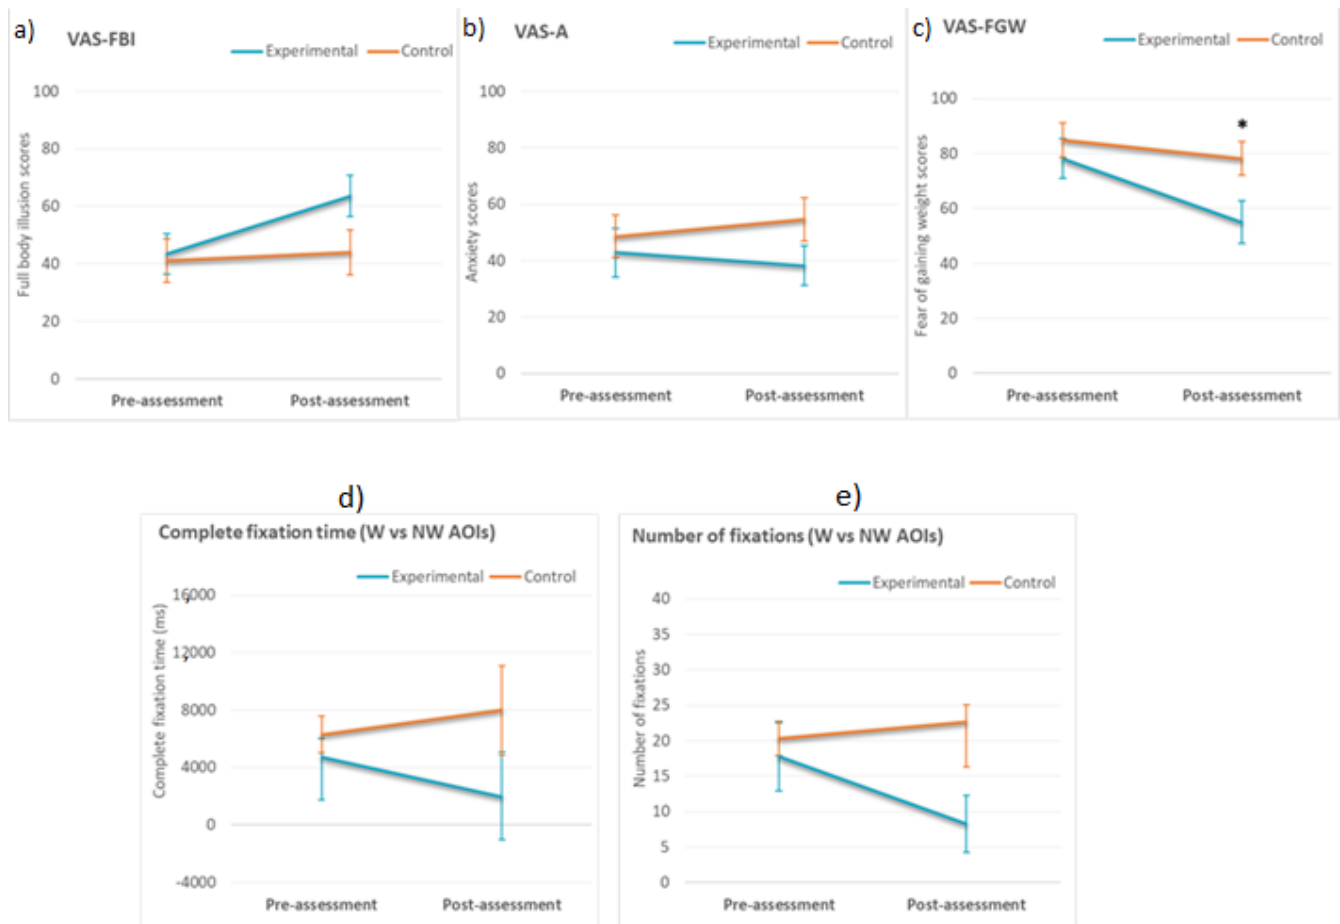 a) VAS-FBI
Experimental Control
Full body illusion scores
100
80
60
40
20
0
Pre-assessment Post-assessment
b) VAS-A
Experimental Control
Anxiety scores
100
80
60
40
20
0
Pre-assessment Post-assessment
c) VAS-FGW
Experimental Control
Fear of gaining weight scores
100
80
60
40
20
0
*
Pre-assessment Post-assessment
d)
Complete fixation time (W vs NW AOIs)
Experimental Control
Complete fixation time (ms)
16,000
12,000
8000
4000
0
-4000
Pre-assessment Post-assessment
e)
Number of fixations (W vs NW AOIs)
Experimental Control
Number of fixations
40
35
30
25
20
15
10
5
0
Pre-assessment Post-assessment